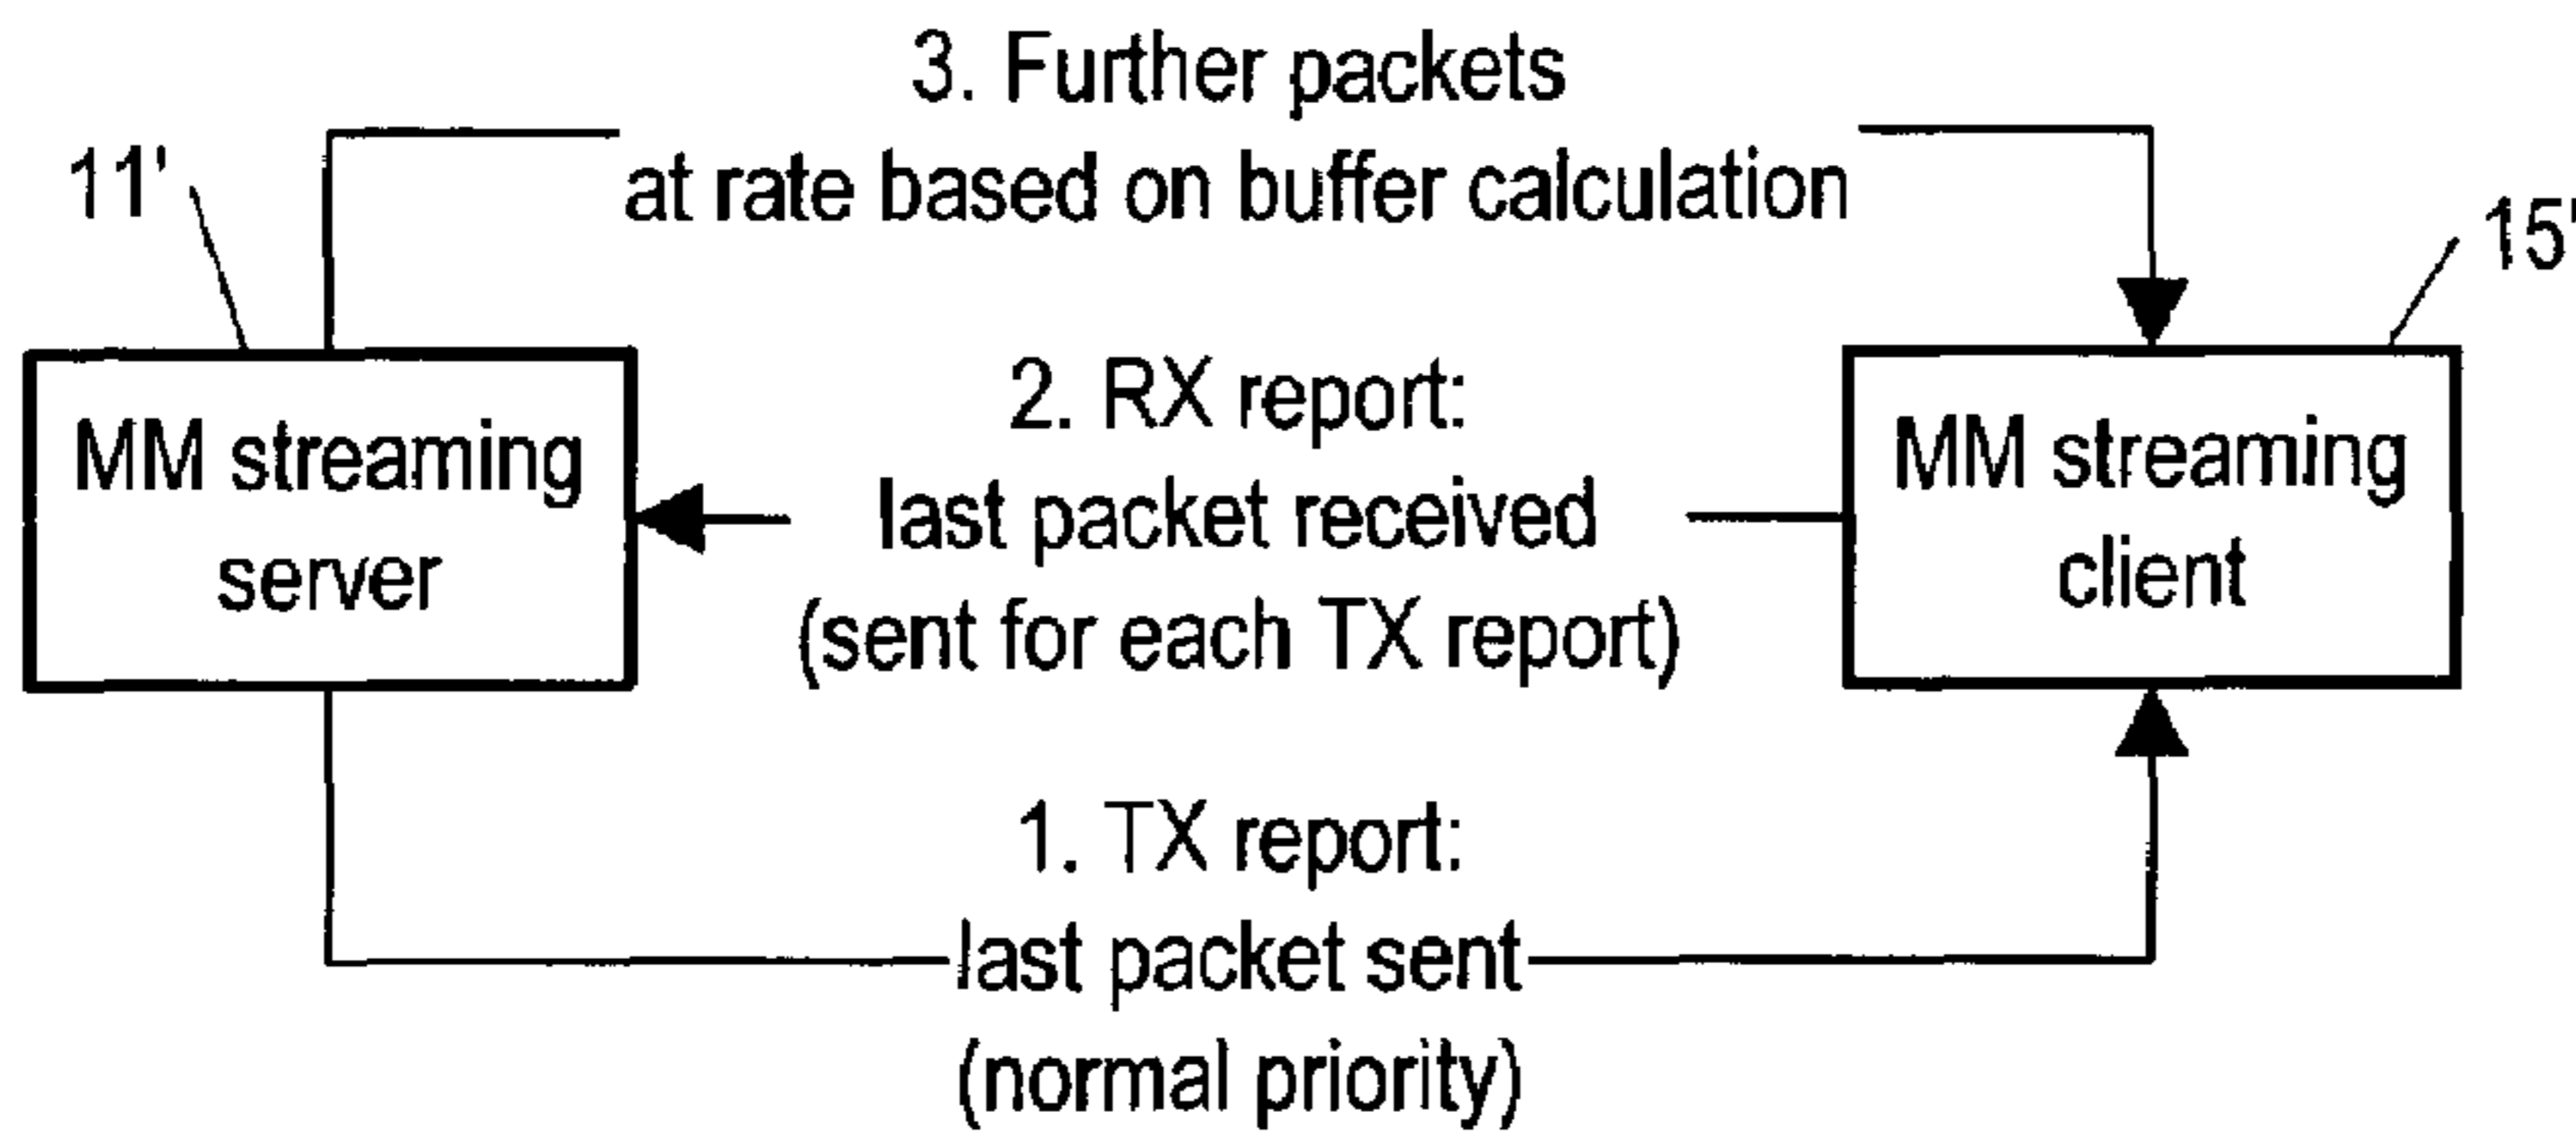 3. Further packets
at rate based on buffer calculation
11'
15'
MM streaming
server
2. RX report:
last packet received
(sent for each TX report)
MM streaming
client
1. TX report:
last packet sent
(normal priority)